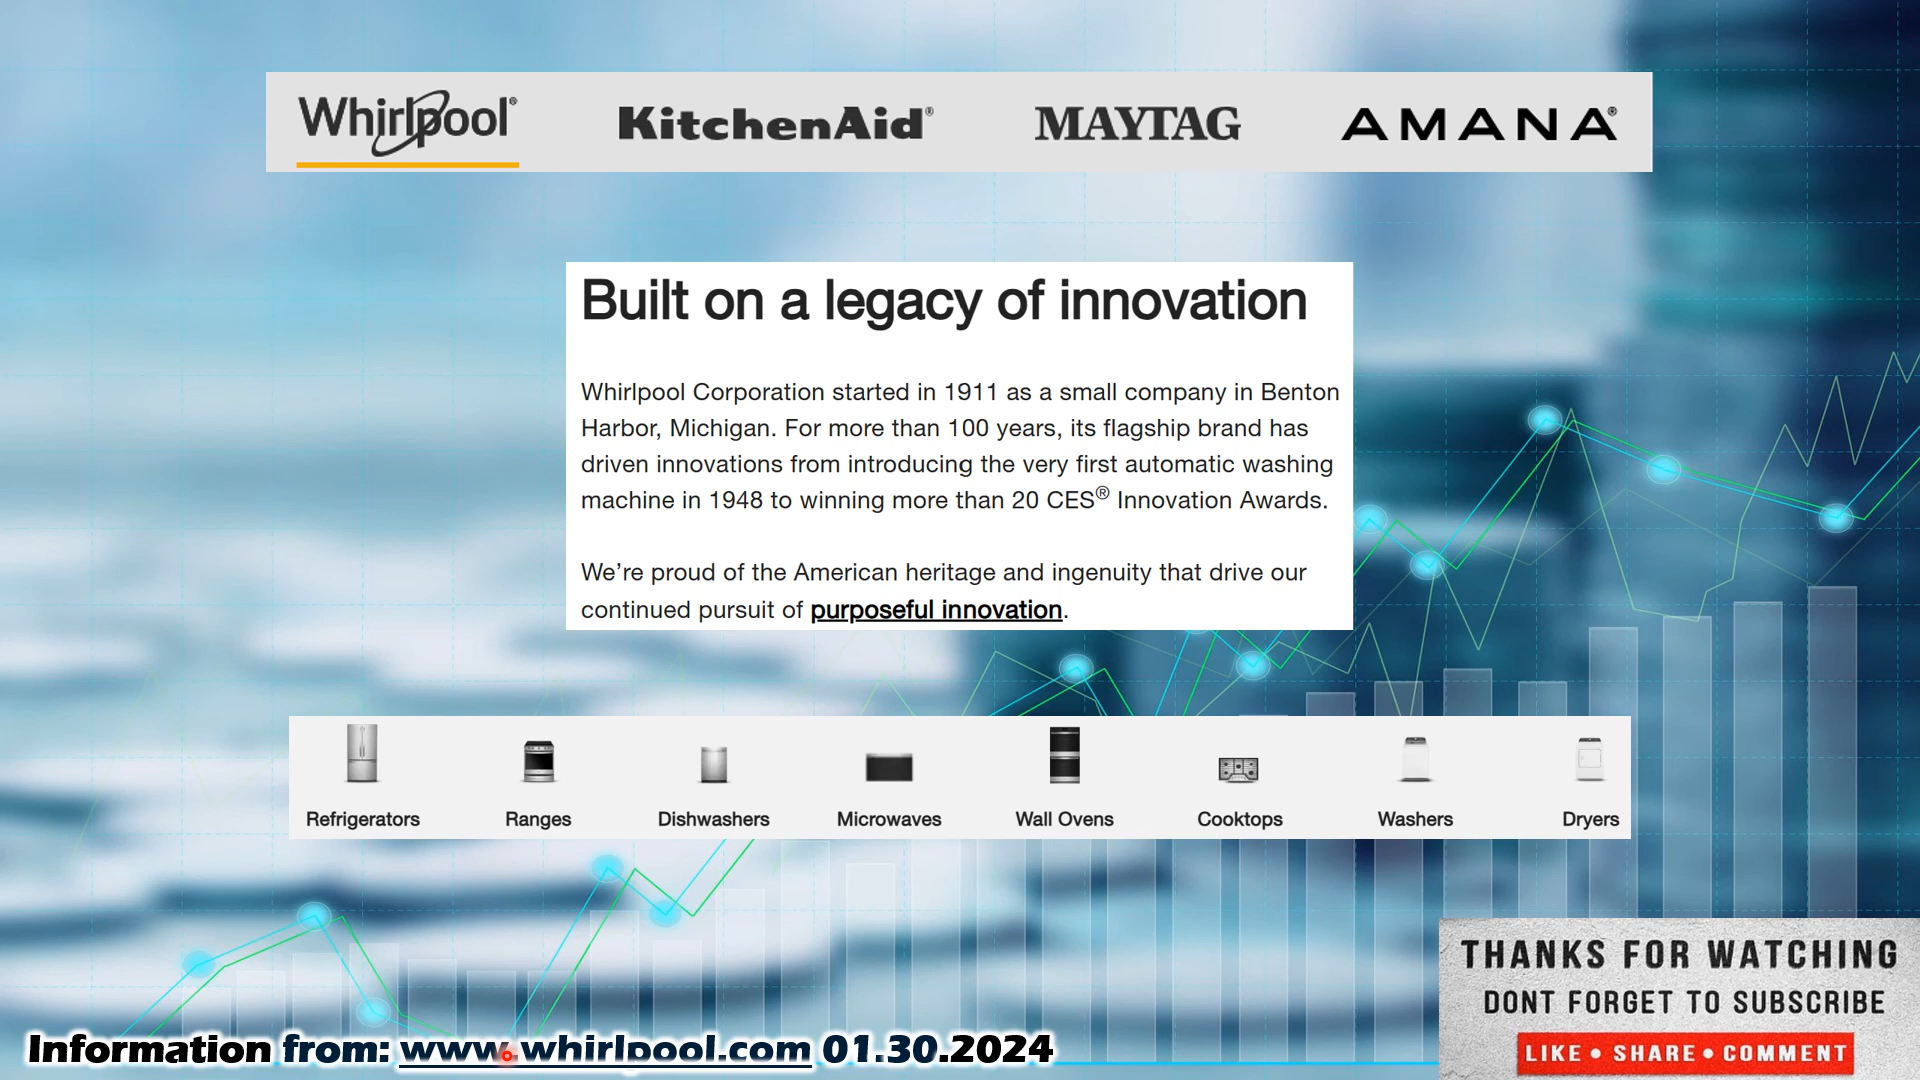 Whirlpool® KitchenAid® MAYTAG AMANA®
Built on a legacy of innovation
Whirlpool Corporation started in 1911 as a small company in Benton
Harbor, Michigan. For more than 100 years, its flagship brand has
driven innovations from introducing the very first automatic washing
machine in 1948 to winning more than 20 CES® Innovation Awards.
We’re proud of the American heritage and ingenuity that drive our
continued pursuit of purposeful innovation.
Refrigerators Ranges Dishwashers Microwaves Wall Ovens Cooktops Washers Dryers
THANKS FOR WATCHING
DONT FORGET TO SUBSCRIBE
LIKE • SHARE • COMMENT
Information from: www.whirlpool.com 01.30.2024